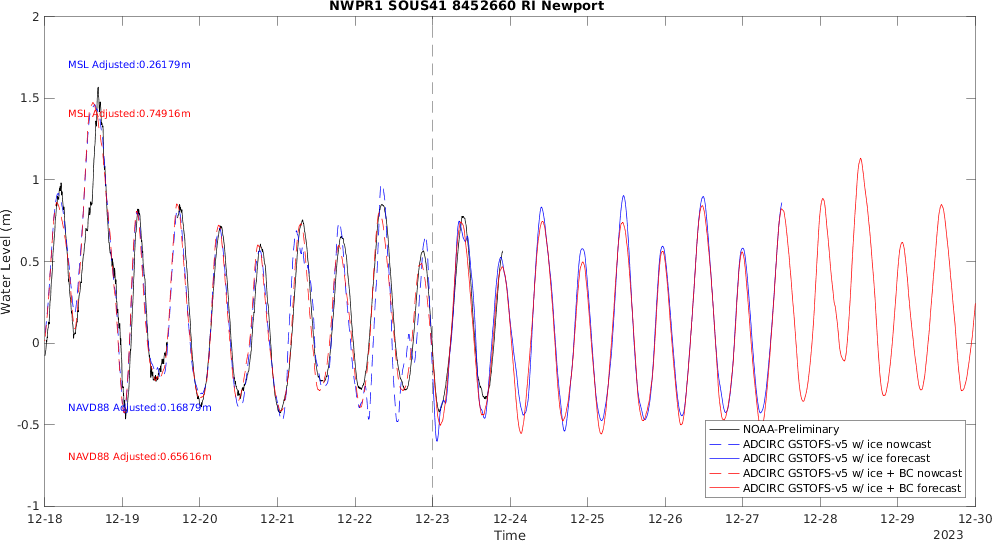 NWPR1 SOUS41 8452660 RI Newport
2
1.5
1
0.5
0
-0.5
-1
Water Level (m)
MSL Adjusted:0.26179m
MSL Adjusted:0.74916m
NAVD88 Adjusted:0.16879m
NAVD88 Adjusted:0.65616m
NOAA-Preliminary
ADCIRC GSTOFS-v5 w/ ice nowcast
ADCIRC GSTOFS-v5 w/ ice forecast
ADCIRC GSTOFS-v5 w/ ice + BC nowcast
ADCIRC GSTOFS-v5 w/ ice + BC forecast
12-18 12-19 12-20 12-21 12-22 12-23 12-24 12-25 12-26 12-27 12-28 12-29 12-30
Time
2023